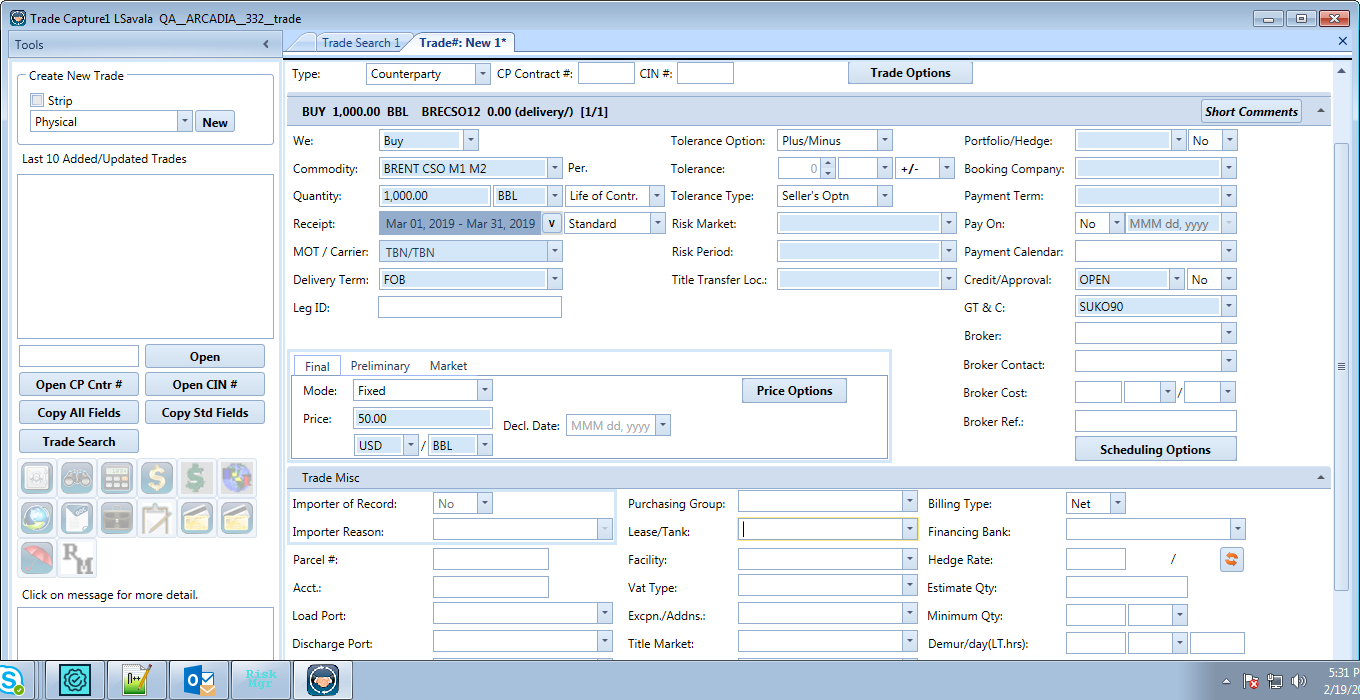 Trade Capture1 LSavala QA__ARCADIA__332__trade
Tools
Trade Search 1
Trade#: New 1*
Create New Trade
Strip
Physical
New
Last 10 Added/Updated Trades
Open
Open CP Cntr #
Open CIN #
Copy All Fields
Copy Std Fields
Trade Search
RM
Click on message for more detail.
Type: Counterparty CP Contract #: CIN #: Trade Options
BUY 1,000.00 BBL BRECSO12 0.00 (delivery/) [1/1] Short Comments
We: Buy Tolerance Option: Plus/Minus Portfolio/Hedge: No
Commodity: BRENT CSO M1 M2 Per. Tolerance: 0 +/- Booking Company:
Quantity: 1,000.00 BBL Life of Contr. Tolerance Type: Seller's Optn Payment Term:
Receipt: Mar 01, 2019 - Mar 31, 2019 v Standard Risk Market: Pay On: No MMM dd, yyyy
MOT / Carrier: TBN/TBN Risk Period: Payment Calendar:
Delivery Term: FOB Title Transfer Loc.: Credit/Approval: OPEN No
Leg ID: GT & C: SUKO90
Broker:
Broker Contact:
Broker Cost: /
Broker Ref.:
Scheduling Options
Final Preliminary Market
Mode: Fixed Price Options
Price: 50.00 Decl. Date: MMM dd, yyyy
USD / BBL
Trade Misc
Importer of Record: No Purchasing Group: Billing Type: Net
Importer Reason: Lease/Tank: Financing Bank:
Parcel #: Facility: Hedge Rate: /
Acct.: Vat Type: Estimate Qty:
Load Port: Excpn./Addns.: Minimum Qty:
Discharge Port: Title Market: Demur/day(LT.hrs):
Risk
Mgr
5:31 P
2/19/20